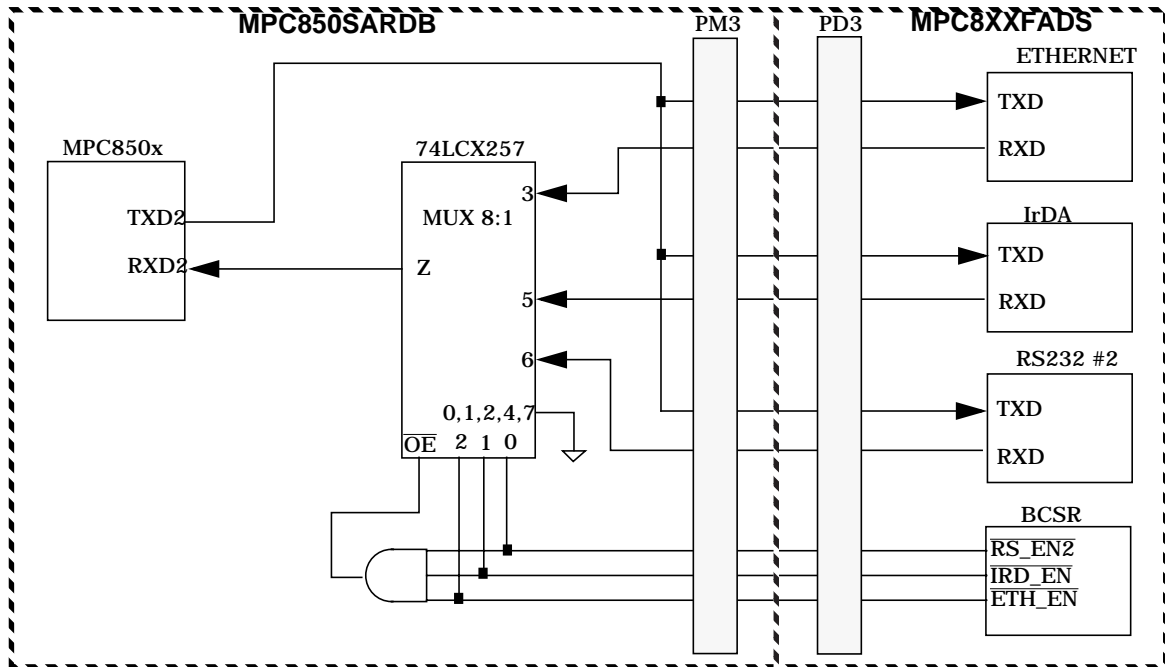 MPC850SARDB
PM3
PD3
MPC8XXFADS
ETHERNET
TXD
RXD
MPC850x
TXD2
RXD2
74LCX257
MUX 8:1
3
Z
5
6
0,1,2,4,7
OE 2 1 0
IrDA
TXD
RXD
RS232 #2
TXD
RXD
BCSR
RS_EN2
IRD_EN
ETH_EN